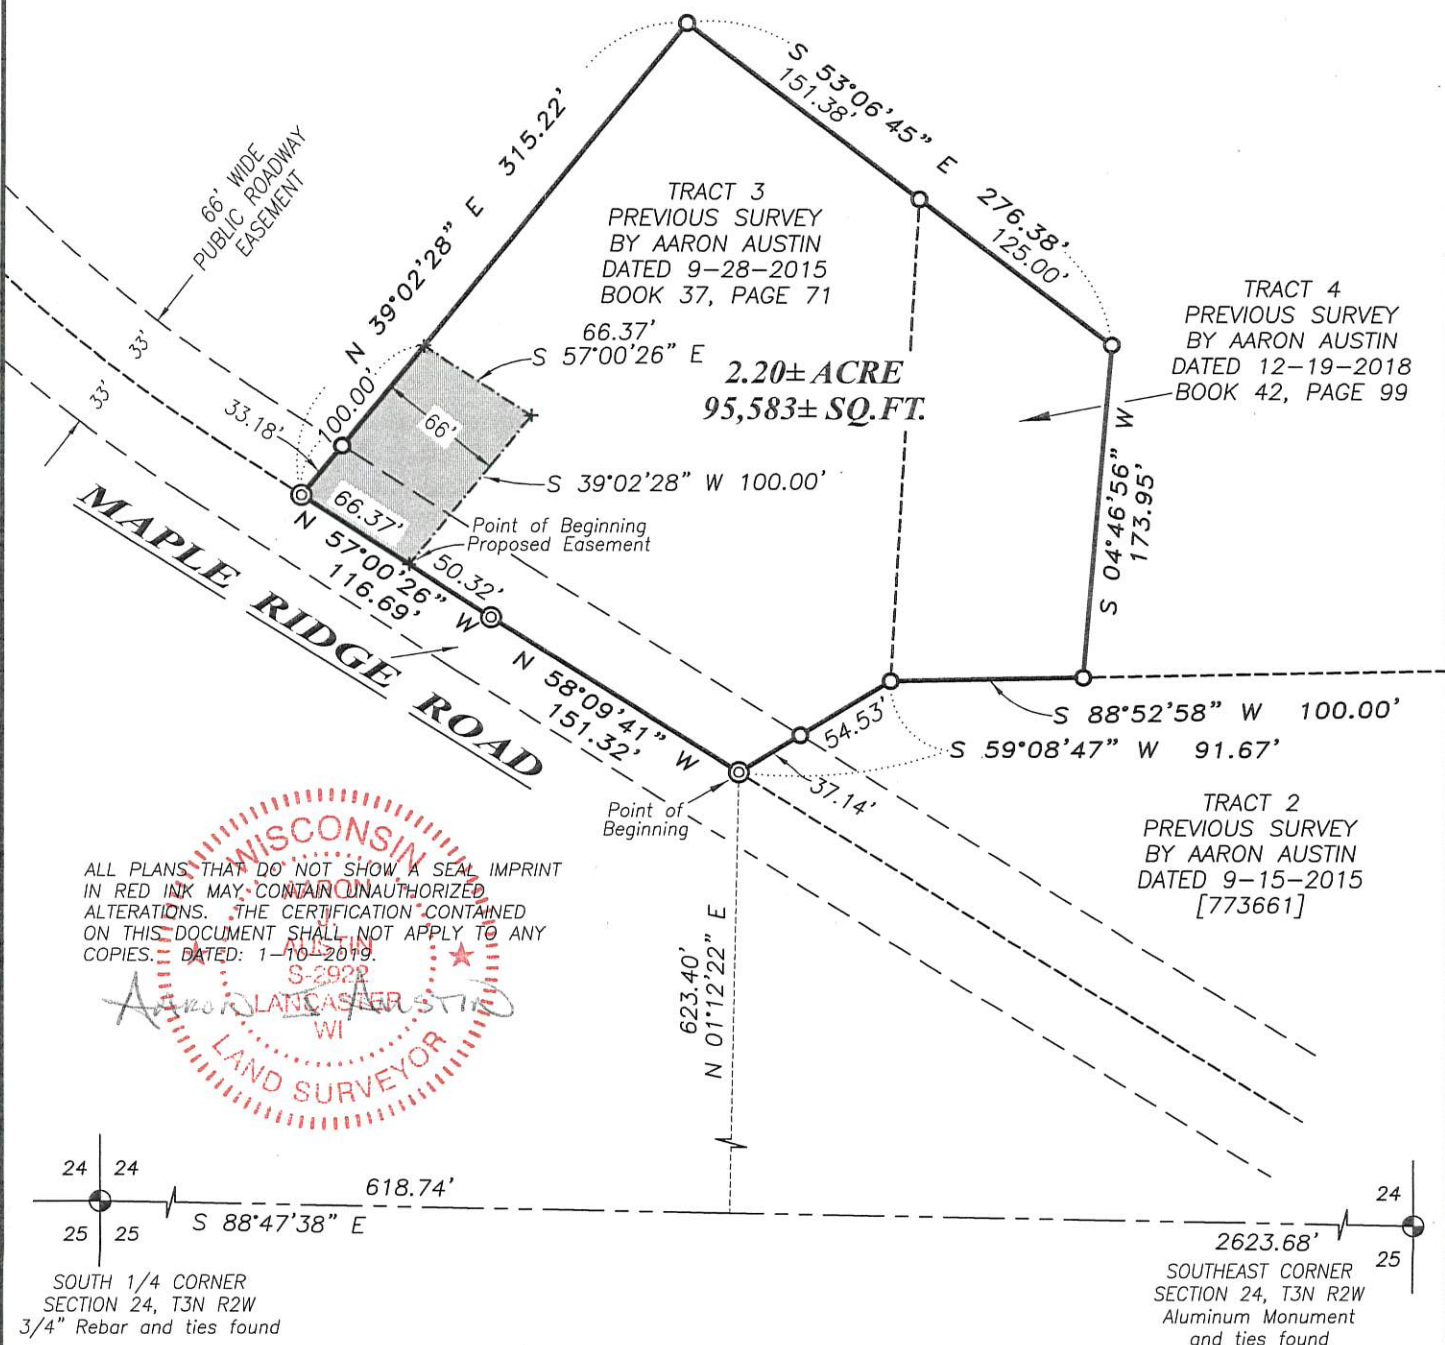 S 53°06'45" E 276.38'
151.38'
125.00'
N 39°02'28" E 315.22'
66' WIDE
PUBLIC ROADWAY
EASEMENT
TRACT 3
PREVIOUS SURVEY
BY AARON AUSTIN
DATED 9-28-2015
BOOK 37, PAGE 71
TRACT 4
PREVIOUS SURVEY
BY AARON AUSTIN
DATED 12-19-2018
BOOK 42, PAGE 99
66.37'
S 57°00'26" E
2.20± ACRE
95,583± SQ.FT.
33'
33'
33.18'
100.00'
66'
S 39°02'28" W 100.00'
66.37'
Point of Beginning
Proposed Easement
N 57°00'26" W
116.69'
50.32'
S 04°46'56" W
173.95'
MAPLE RIDGE ROAD
N 58°09'41" W
151.32'
54.53'
S 88°52'58" W 100.00'
S 59°08'47" W 91.67'
37.14'
Point of
Beginning
TRACT 2
PREVIOUS SURVEY
BY AARON AUSTIN
DATED 9-15-2015
[773661]
ALL PLANS THAT DO NOT SHOW A SEAL IMPRINT
IN RED INK MAY CONTAIN UNAUTHORIZED
ALTERATIONS. THE CERTIFICATION CONTAINED
ON THIS DOCUMENT SHALL NOT APPLY TO ANY
COPIES. DATED: 1-10-2019.
WISCONSIN
AARON
J.
AUSTIN
S-2922
LANCASTER
WI
LAND SURVEYOR
AARON J AUSTIN
623.40'
N 01°12'22" E
24 24
25 25
618.74'
S 88°47'38" E
2623.68'
24
25
SOUTH 1/4 CORNER
SECTION 24, T3N R2W
3/4" Rebar and ties found
SOUTHEAST CORNER
SECTION 24, T3N R2W
Aluminum Monument
and ties found